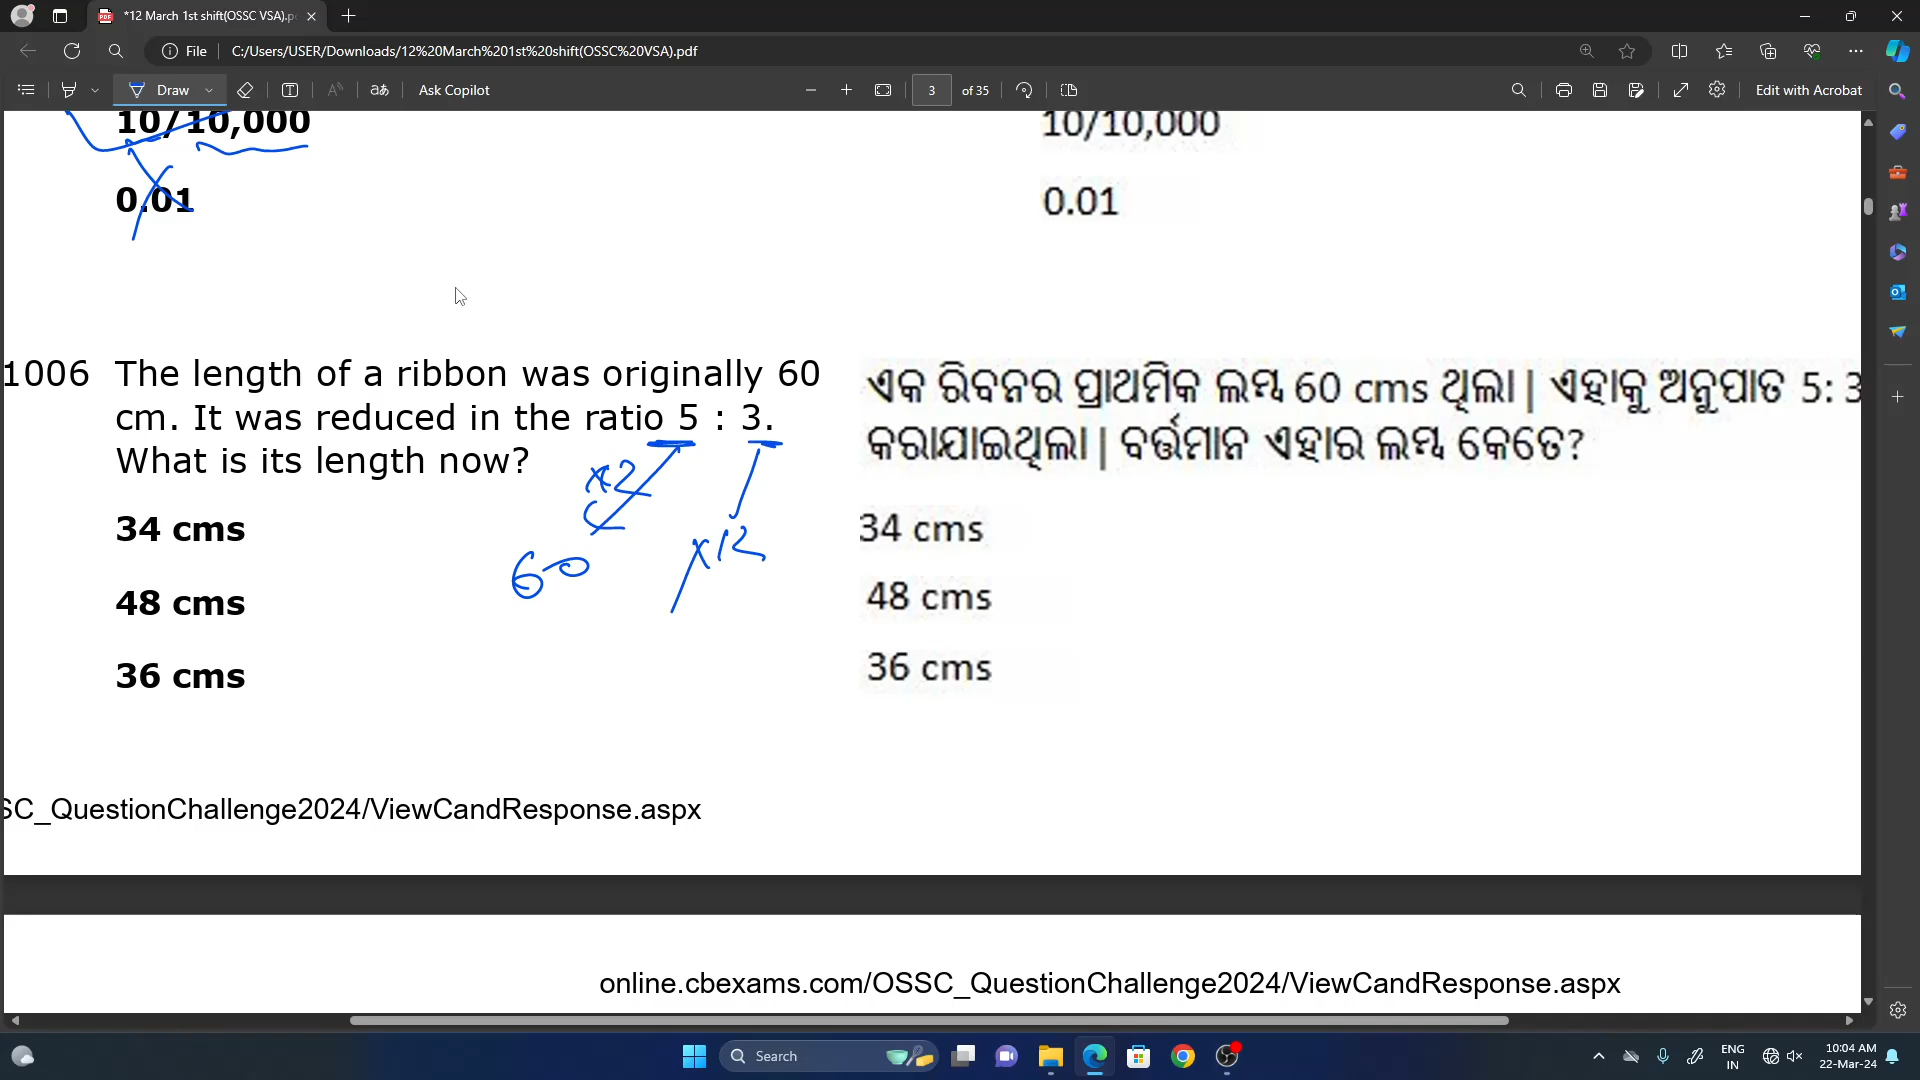 *12 March 1st shift(OSSC VSA).p
File
C:/Users/USER/Downloads/12%20March%201st%20shift(OSSC%20VSA).pdf
Draw
Ask Copilot
3 of 35
Edit with Acrobat
10/10,000
10/10,000
0.01
0.01
1006 The length of a ribbon was originally 60
cm. It was reduced in the ratio 5 : 3.
What is its length now?
ଏକ ରିବନର ପ୍ରାଥମିକ ଲମ୍ବ 60 cms ଥିଲା | ଏହାକୁ ଅନୁପାତ 5: 3
କରାଯାଇଥିଲା | ବର୍ତ୍ତମାନ ଏହାର ଲମ୍ବ କେତେ?
x2
x12
60
34 cms
34 cms
48 cms
48 cms
36 cms
36 cms
SC_QuestionChallenge2024/ViewCandResponse.aspx
online.cbexams.com/OSSC_QuestionChallenge2024/ViewCandResponse.aspx
Search
ENG
IN
10:04 AM
22-Mar-24